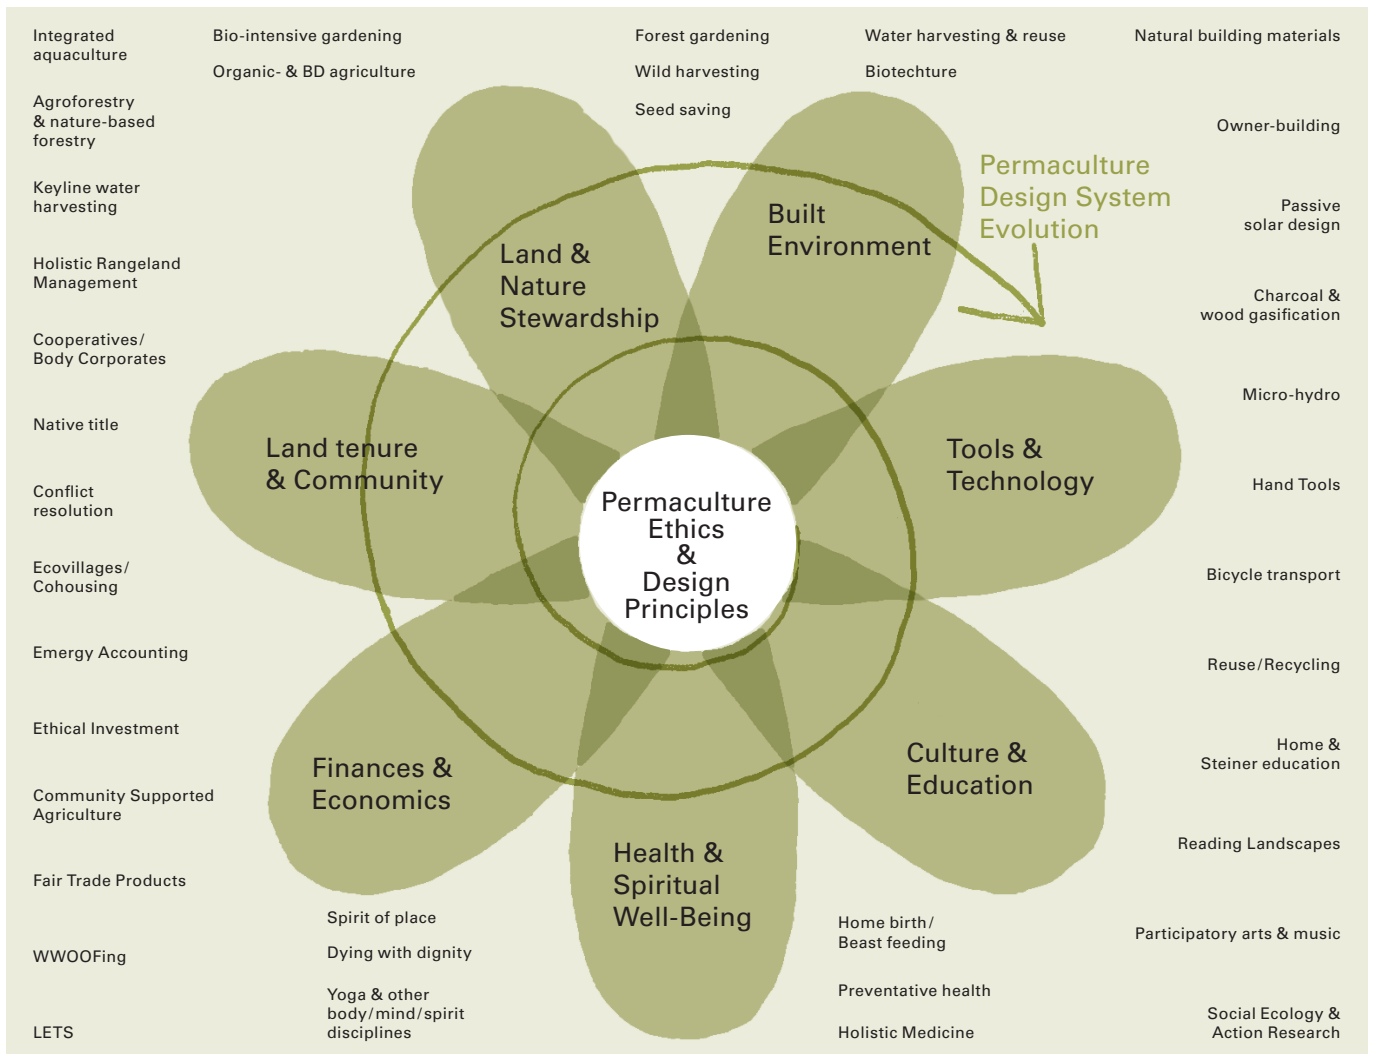 Integrated
aquaculture
Bio-intensive gardening
Organic- & BD agriculture
Forest gardening
Wild harvesting
Seed saving
Water harvesting & reuse
Biotechture
Natural building materials
Agroforestry
& nature-based
forestry
Keyline water
harvesting
Holistic Rangeland
Management
Cooperatives/
Body Corporates
Native title
Conflict
resolution
Ecovillages/
Cohousing
Emergy Accounting
Ethical Investment
Community Supported
Agriculture
Fair Trade Products
WWOOFing
LETS
Owner-building
Passive
solar design
Charcoal &
wood gasification
Micro-hydro
Hand Tools
Bicycle transport
Reuse/Recycling
Home &
Steiner education
Reading Landscapes
Participatory arts & music
Social Ecology &
Action Research
Permaculture
Design System
Evolution
Land &
Nature
Stewardship
Built
Environment
Land tenure
& Community
Tools &
Technology
Permaculture
Ethics
&
Design
Principles
Finances &
Economics
Culture &
Education
Health &
Spiritual
Well-Being
Spirit of place
Dying with dignity
Yoga & other
body/mind/spirit
disciplines
Home birth/
Beast feeding
Preventative health
Holistic Medicine